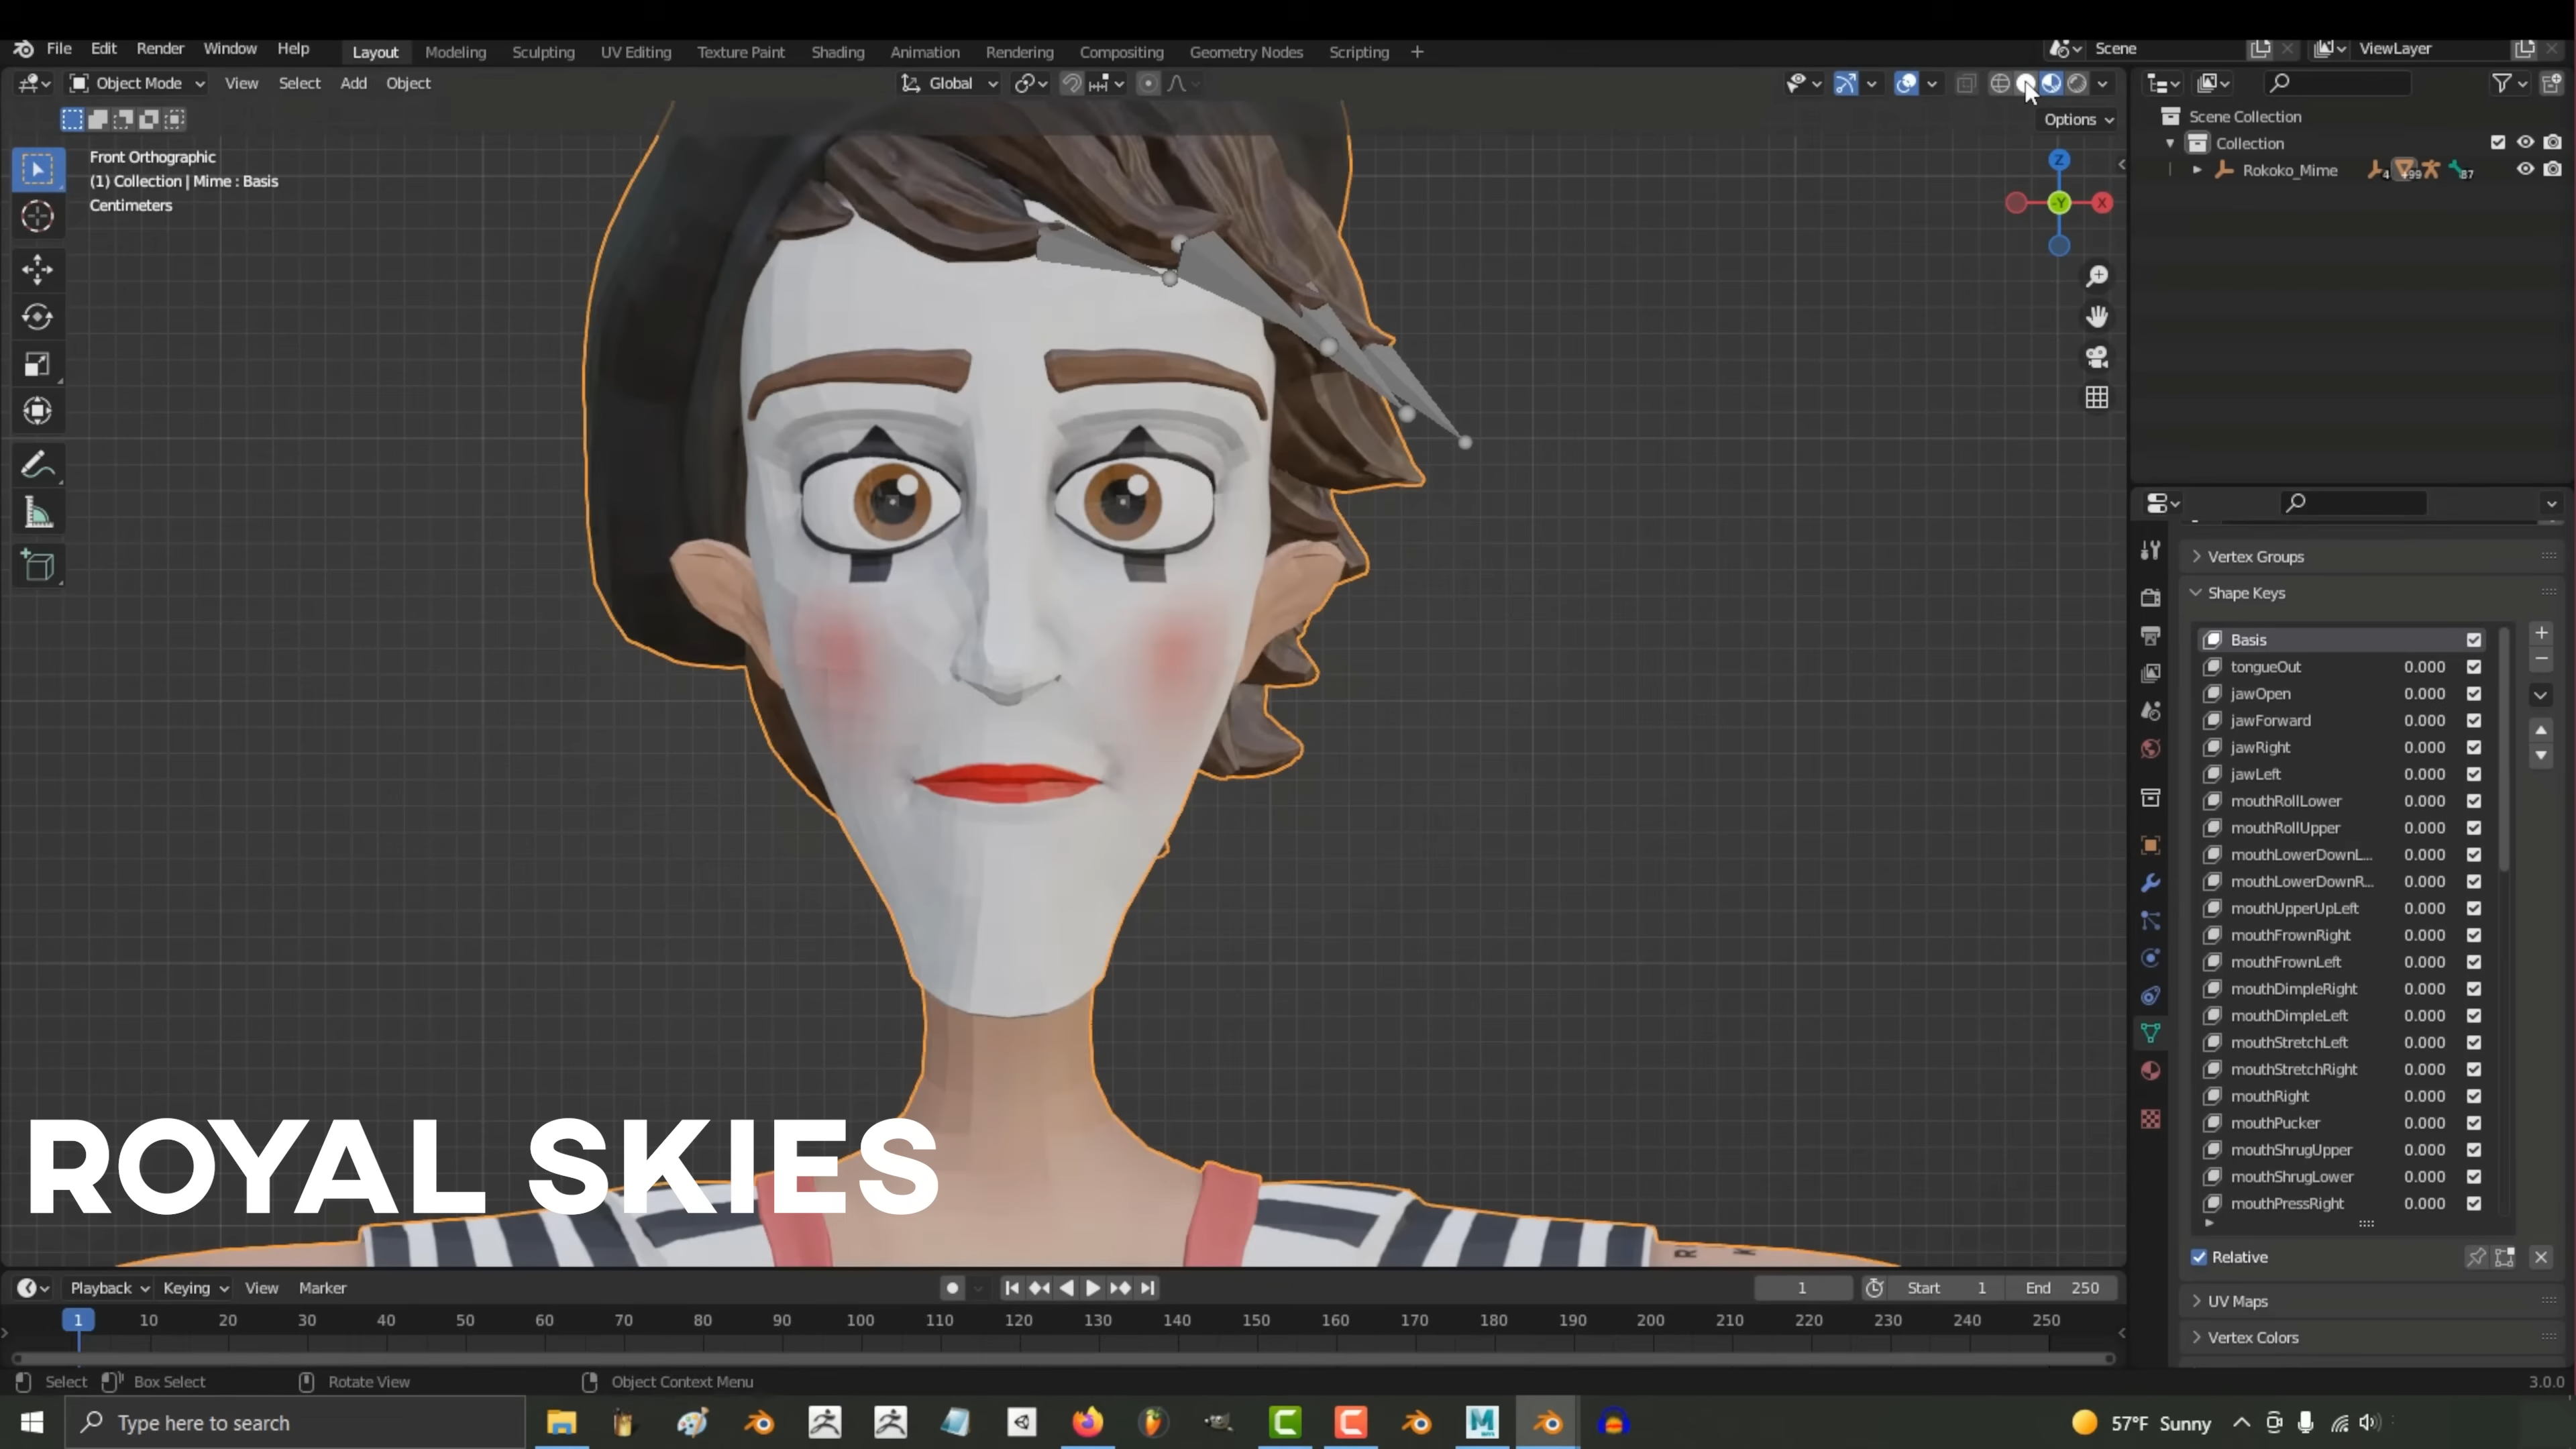 File Edit Render Window Help Layout Modeling Sculpting UV Editing Texture Paint Shading Animation Rendering Compositing Geometry Nodes Scripting + Scene ViewLayer
Object Mode View Select Add Object Global
Options
Front Orthographic
(1) Collection | Mime : Basis
Centimeters
Z
-Y X
Scene Collection
Collection
Rokoko_Mime 4 +99 87
Vertex Groups
Shape Keys
Basis
tongueOut 0.000
jawOpen 0.000
jawForward 0.000
jawRight 0.000
jawLeft 0.000
mouthRollLower 0.000
mouthRollUpper 0.000
mouthLowerDownL... 0.000
mouthLowerDownR... 0.000
mouthUpperUpLeft 0.000
mouthFrownRight 0.000
mouthFrownLeft 0.000
mouthDimpleRight 0.000
mouthDimpleLeft 0.000
mouthStretchLeft 0.000
mouthStretchRight 0.000
mouthRight 0.000
mouthPucker 0.000
mouthShrugUpper 0.000
mouthShrugLower 0.000
mouthPressRight 0.000
Relative
UV Maps
Vertex Colors
ROYAL SKIES
Playback Keying View Marker 1 Start 1 End 250
1 10 20 30 40 50 60 70 80 90 100 110 120 130 140 150 160 170 180 190 200 210 220 230 240 250
Select Box Select Rotate View Object Context Menu 3.0.0
Type here to search 57°F Sunny